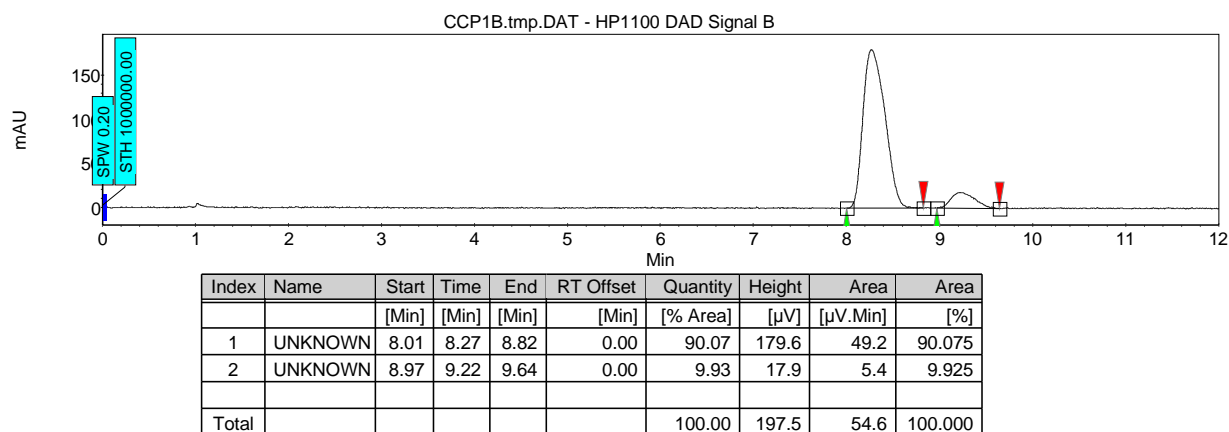 CCP1B.tmp.DAT - HP1100 DAD Signal B
mAU
150
100
50
0
SPW 0.20
STH 1000000.00
0 1 2 3 4 5 6 7 8 9 10 11 12
Min
Index Name Start Time End RT Offset Quantity Height Area Area
[Min] [Min] [Min] [Min] [% Area] [µV] [µV.Min] [%]
1 UNKNOWN 8.01 8.27 8.82 0.00 90.07 179.6 49.2 90.075
2 UNKNOWN 8.97 9.22 9.64 0.00 9.93 17.9 5.4 9.925
Total 100.00 197.5 54.6 100.000